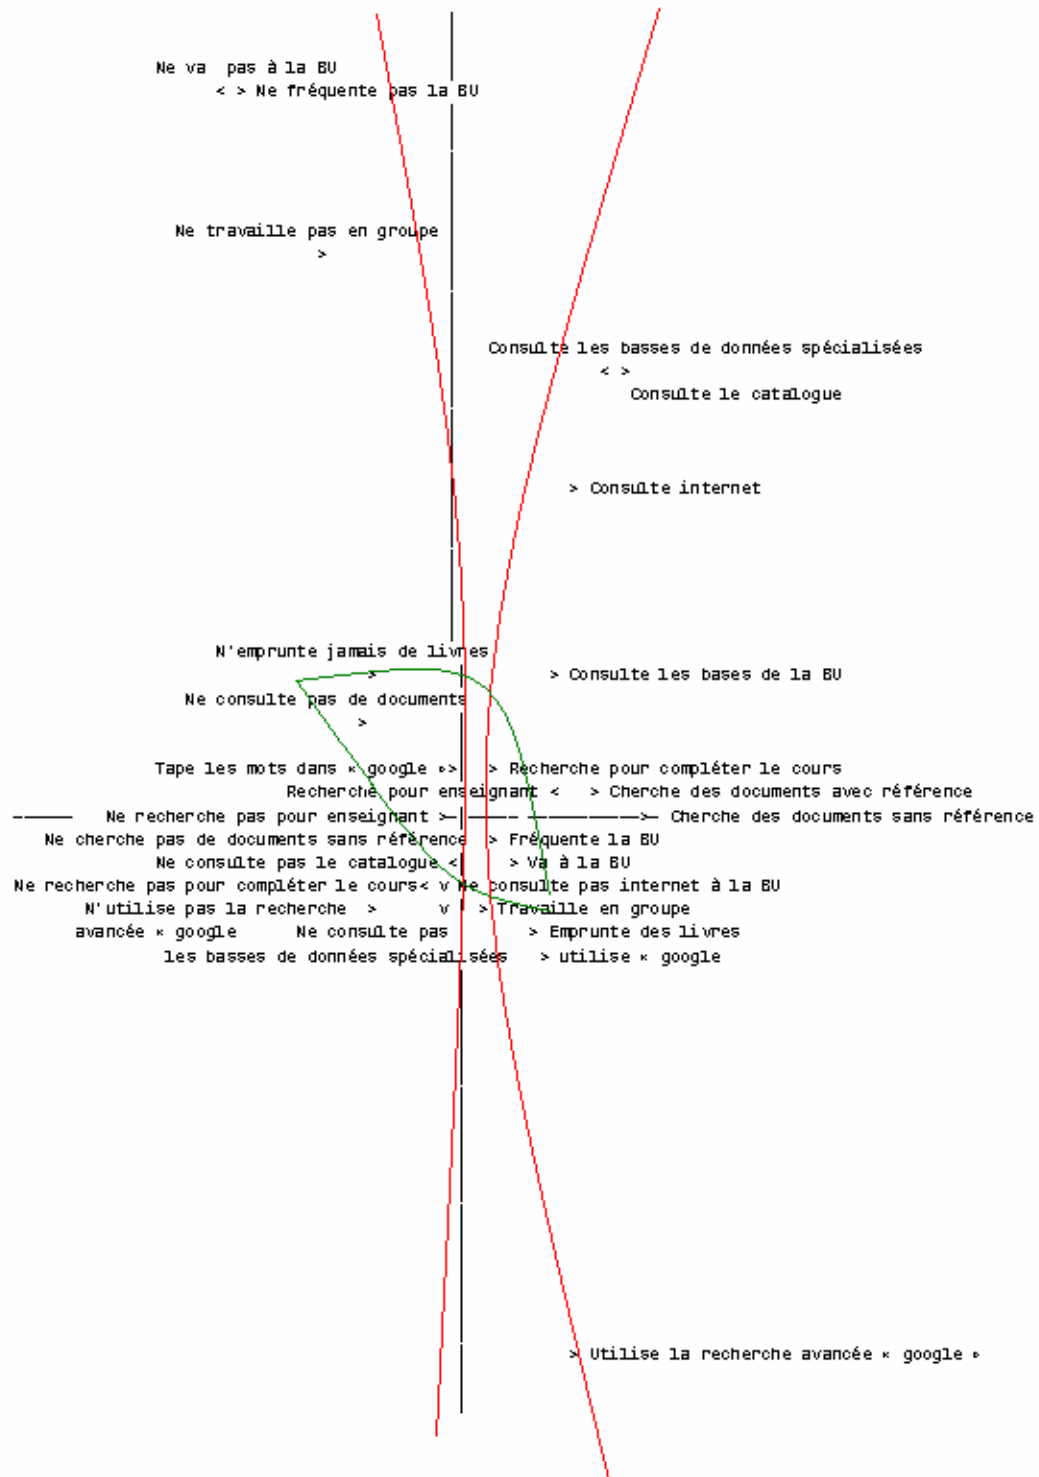 Ne va pas à la BU
< > Ne fréquente pas la BU
Ne travaille pas en groupe
>
Consulte les basses de données spécialisées
< >
Consulte le catalogue
> Consulte internet
N'emprunte jamais de livres
> > Consulte les bases de la BU
Ne consulte pas de documents
>
Tape les mots dans « google »> > Recherche pour compléter le cours
Recherche pour enseignant < > Cherche des documents avec référence
Ne recherche pas pour enseignant > > Cherche des documents sans référence
Ne cherche pas de documents sans référence > Fréquente la BU
Ne consulte pas le catalogue < > Va à la BU
Ne recherche pas pour compléter le cours< v Ne consulte pas internet à la BU
N'utilise pas la recherche > v > Travaille en groupe
avancée « google Ne consulte pas > Emprunte des livres
les basses de données spécialisées > utilise « google
> Utilise la recherche avancée « google »